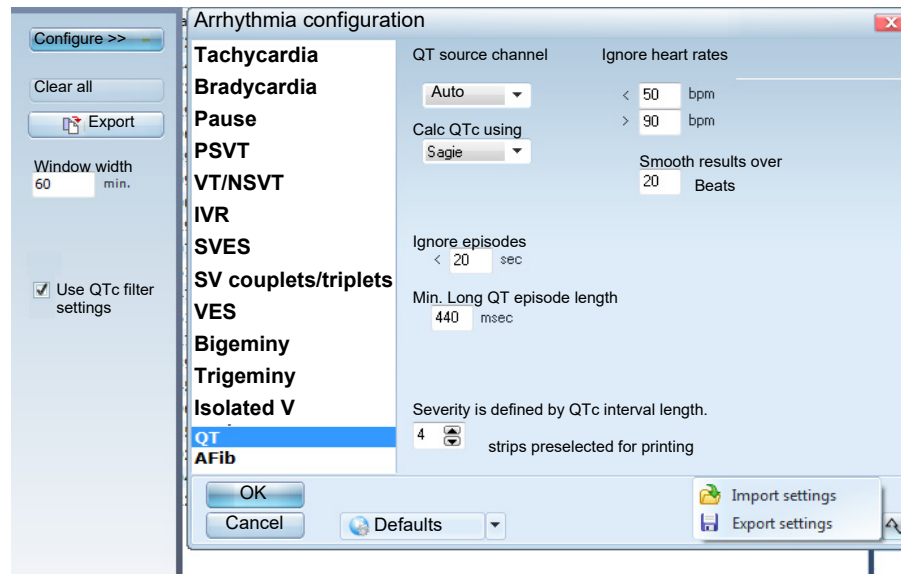 Configure >>
Clear all
Export
Window width
60 min.
Use QTc filter
settings
Arrhythmia configuration
Tachycardia
Bradycardia
Pause
PSVT
VT/NSVT
IVR
SVES
SV couplets/triplets
VES
Bigeminy
Trigeminy
Isolated V
QT
AFib
QT source channel
Auto
Calc QTc using
Sagie
Ignore heart rates
< 50 bpm
> 90 bpm
Smooth results over
20 Beats
Ignore episodes
< 20 sec
Min. Long QT episode length
440 msec
Severity is defined by QTc interval length.
4 strips preselected for printing
OK
Cancel
Defaults
Import settings
Export settings